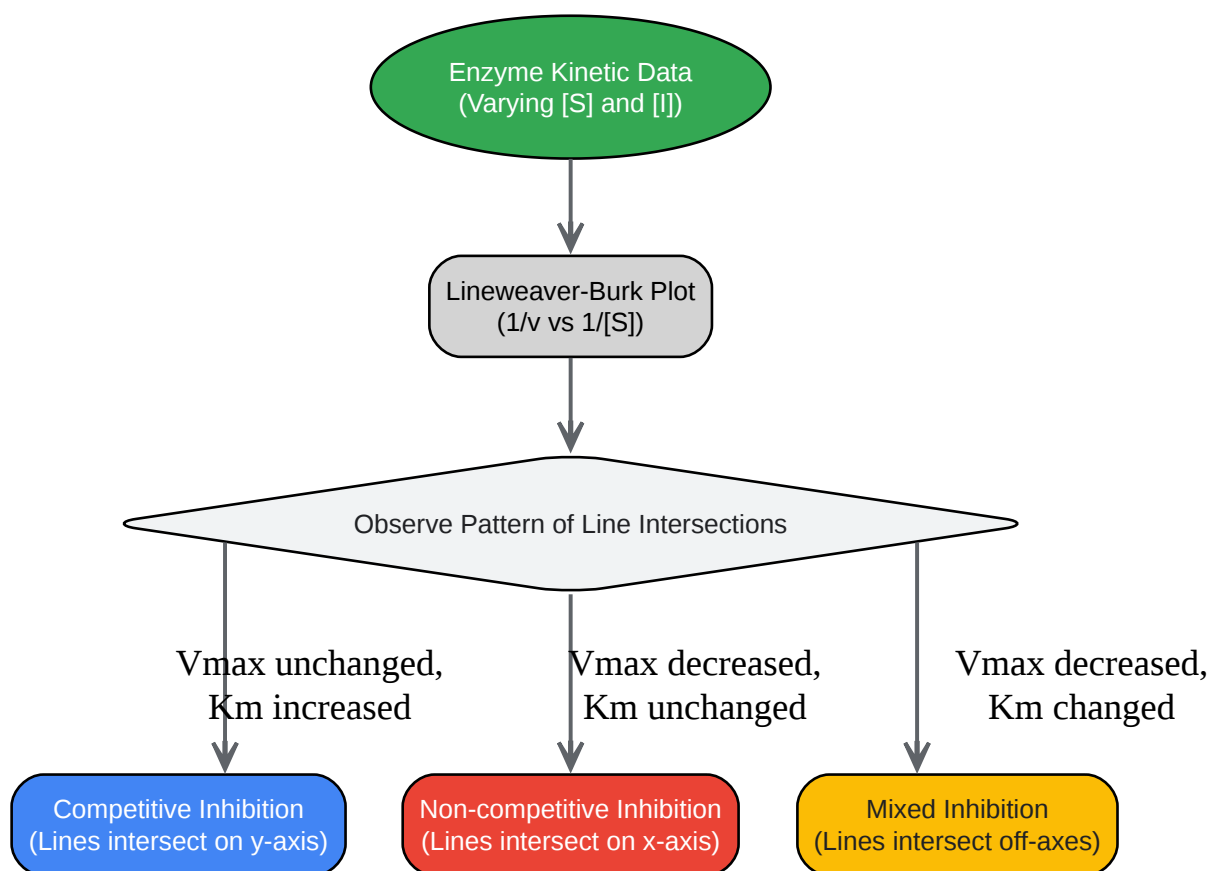 Enzyme Kinetic Data
(Varying [S] and [I])
Lineweaver-Burk Plot
(1/v vs 1/[S])
Observe Pattern of Line Intersections
Vmax unchanged,
Km increased
Vmax decreased,
Km unchanged
Vmax decreased,
Km changed
Competitive Inhibition
(Lines intersect on y-axis)
Non-competitive Inhibition
(Lines intersect on x-axis)
Mixed Inhibition
(Lines intersect off-axes)